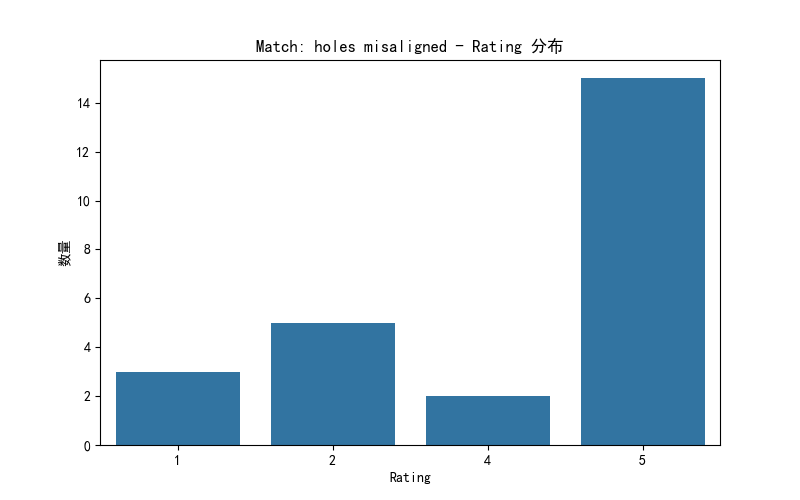 Match: holes misaligned - Rating 分布
14
12
10
8
6
4
2
0
数量
1 2 4 5
Rating